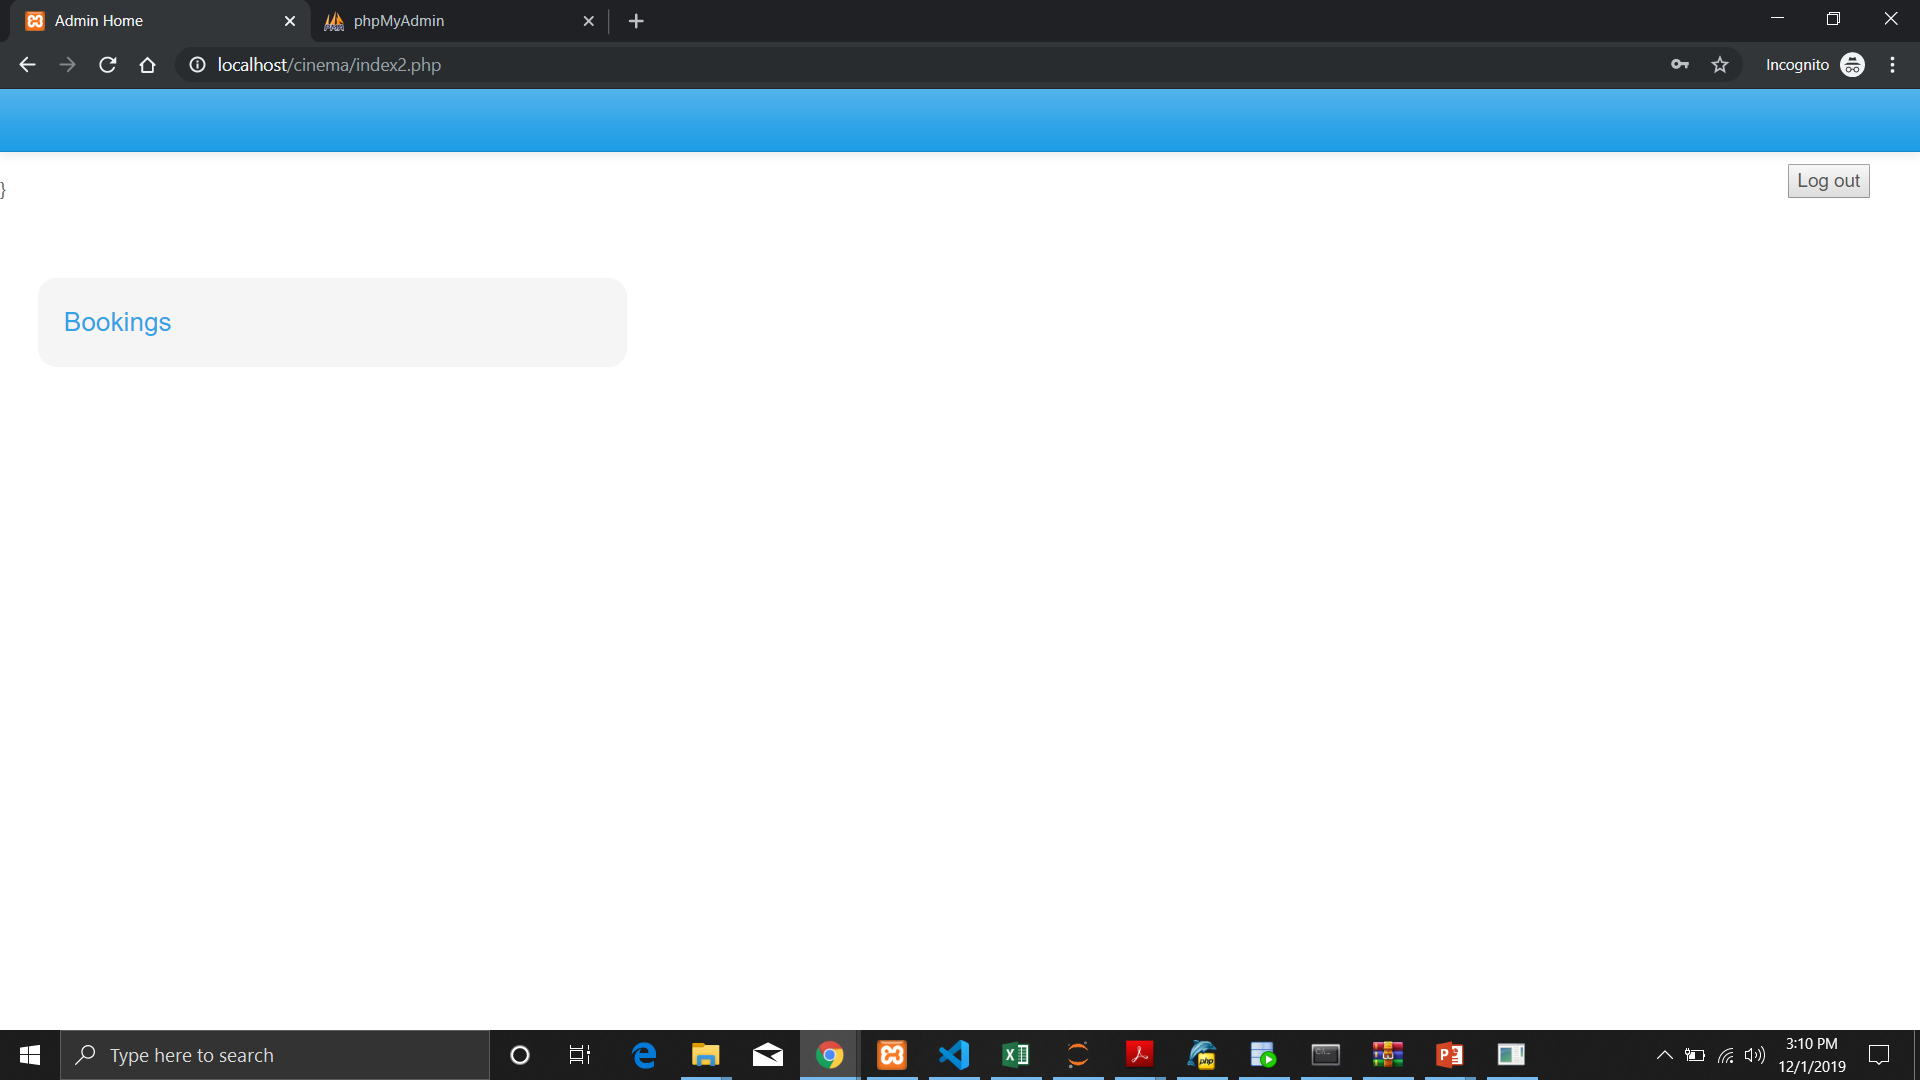 Admin Home
phpMyAdmin
localhost/cinema/index2.php
Incognito
Log out
}
Bookings
Type here to search
3:10 PM
12/1/2019